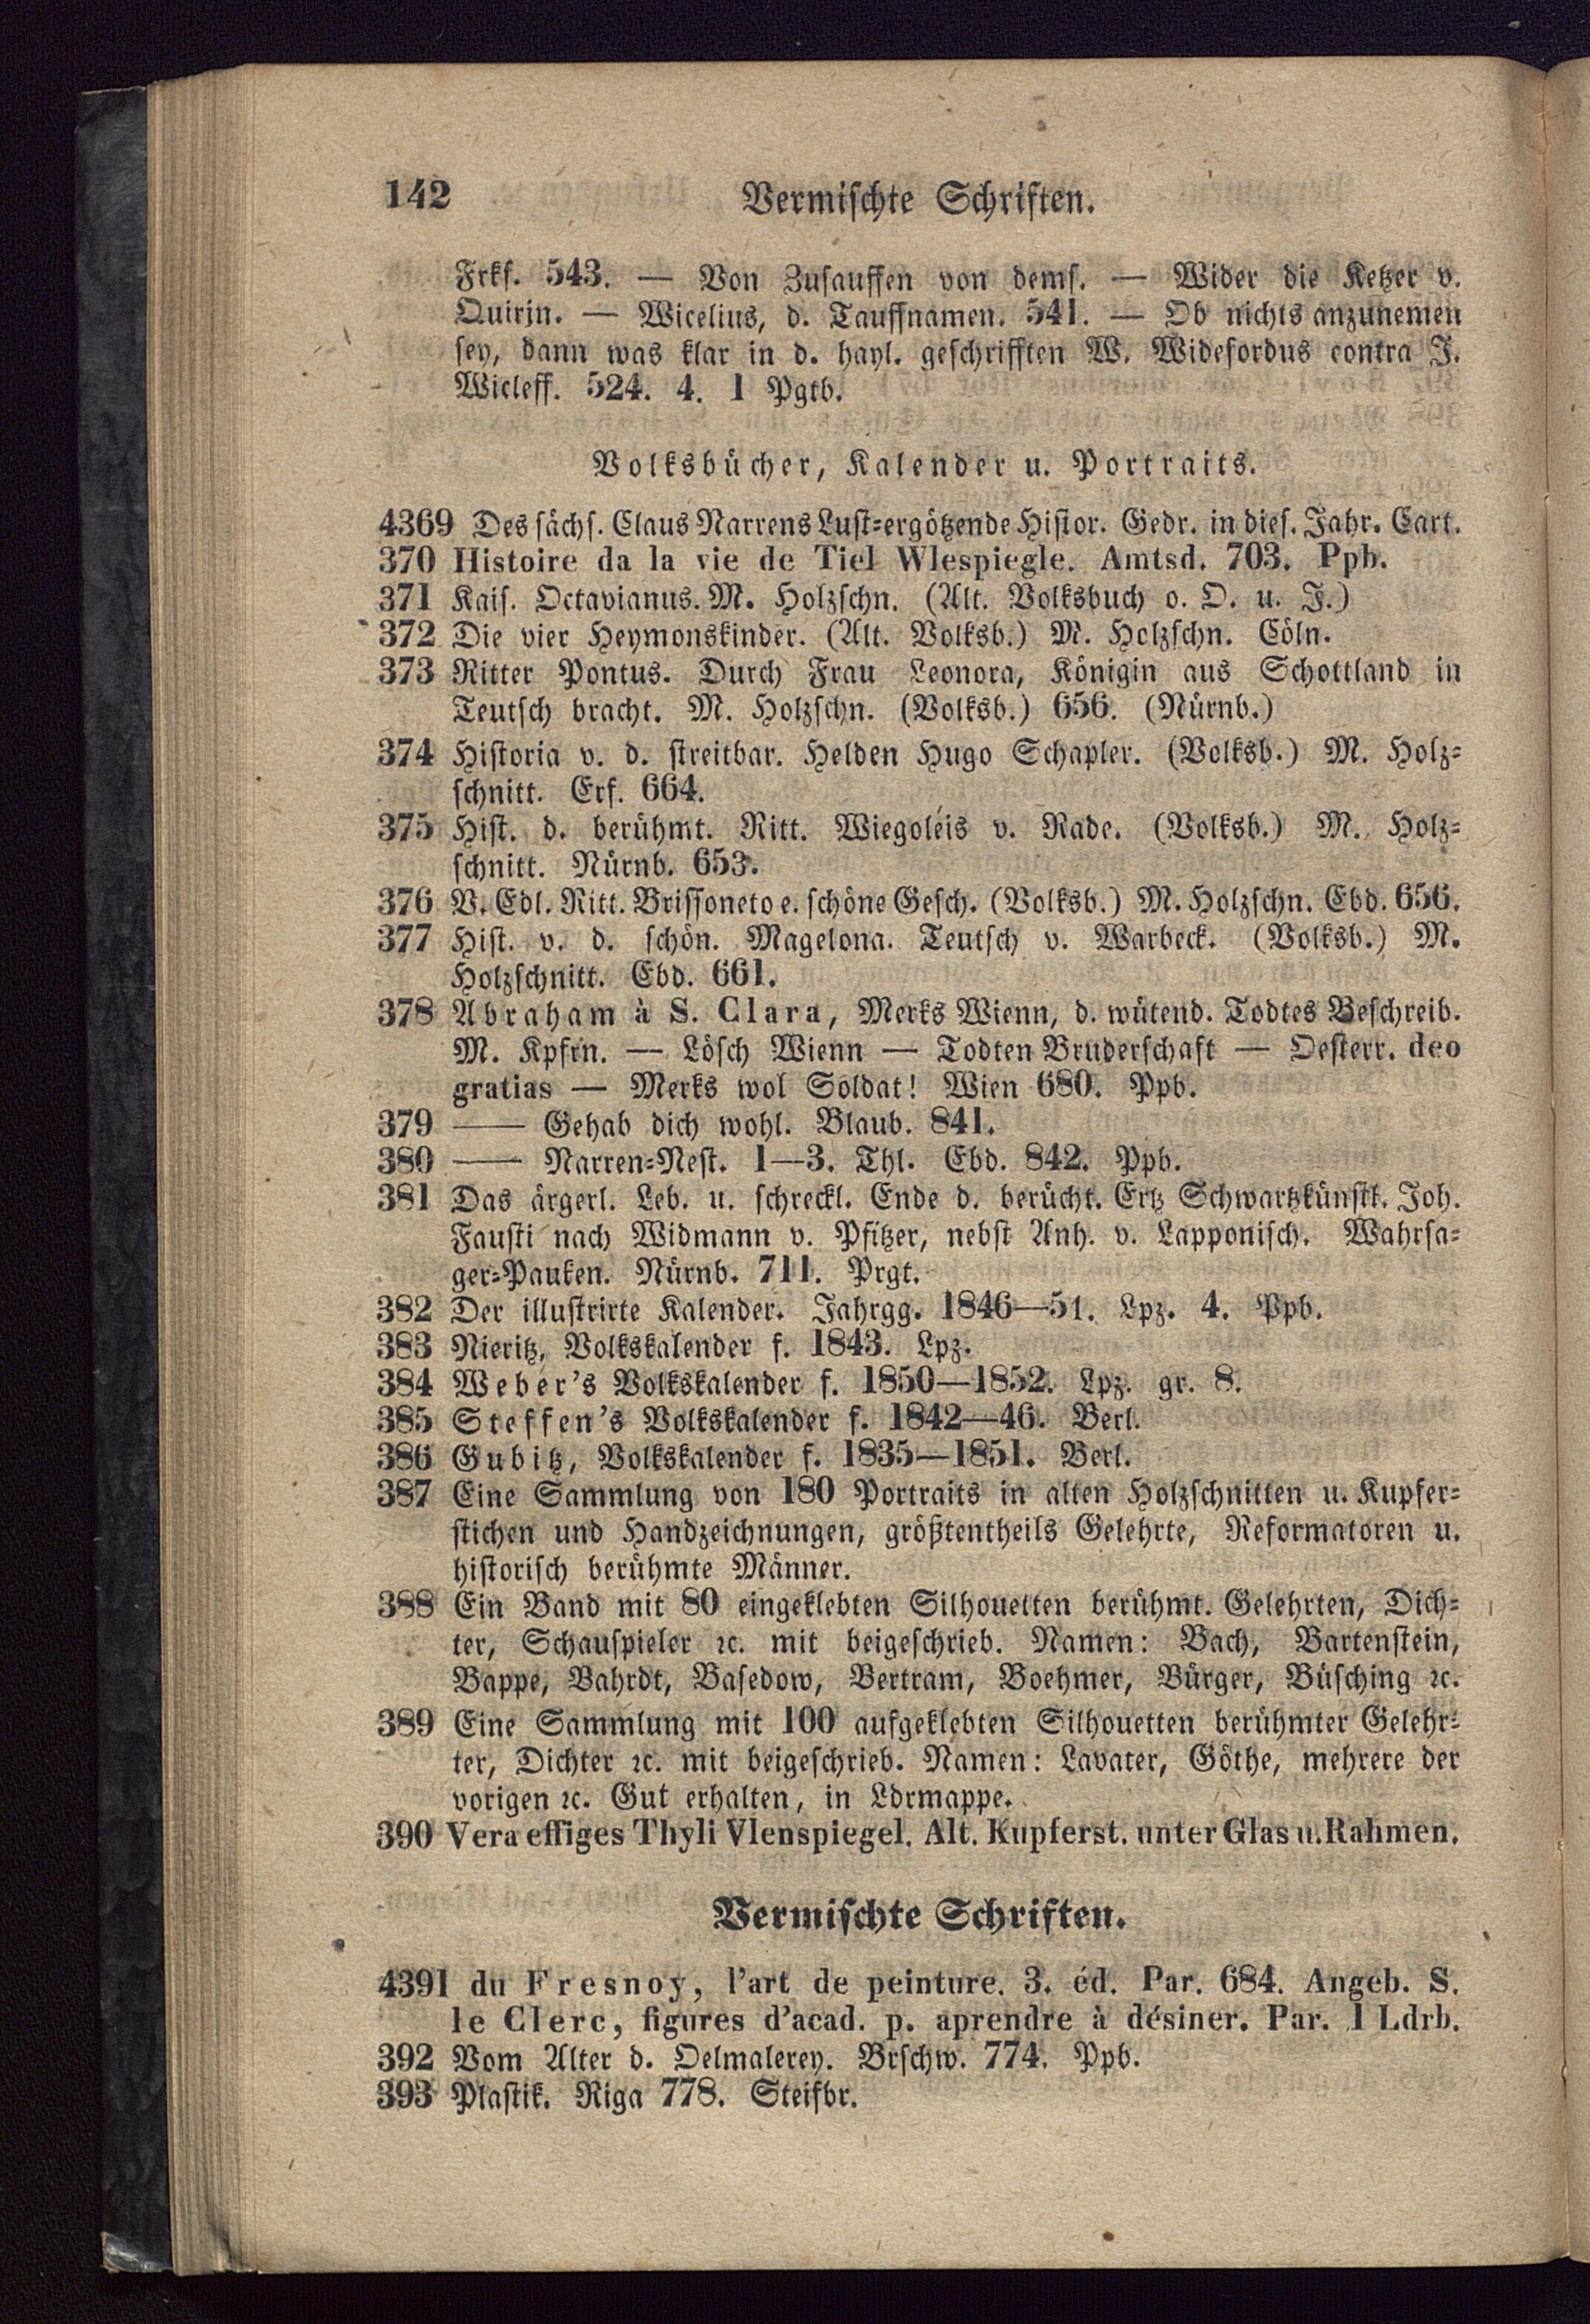 142 Vermischte Schriften.
Frkf. 543. — Von Zusauffen von demf. — Wider die Ketzer v.
Quirin. — Wicelius, d. Tauffnamen. 541. — Ob nichts anzunemen
sey, dann was klar in d. hayl. geschrifften W. Widefordus contra J.
Wicleff. 524. 4. 1 Pgtb.
Volksbücher, Kalender u. Portraits.
4369 Des sächs. Claus Narrens Lust=ergötzende Histor. Gedr. in dies. Jahr. Cart.
370 Histoire da la vie de Tiel Wlespiegle. Amtsd. 703. Ppb.
371 Kais. Octavianus. M. Holzschn. (Alt. Volksbuch o. O. u. J.)
372 Die vier Heymonskinder. (Alt. Volksb.) M. Holzschn. Cöln.
373 Ritter Pontus. Durch Frau Leonora, Königin aus Schottland in
Teutsch bracht. M. Holzschn. (Volksb.) 656. (Nürnb.)
374 Historia v. d. streitbar. Helden Hugo Schapler. (Volksb.) M. Holz=
schnitt. Erf. 664.
375 Hist. d. berühmt. Ritt. Wiegoleis v. Rade. (Volksb.) M. Holz=
schnitt. Nürnb. 653.
376 V. Edl. Ritt. Brissoneto e. schöne Gesch. (Volksb.) M. Holzschn. Ebd. 656.
377 Hist. v. d. schön. Magelona. Teutsch v. Warbeck. (Volksb.) M.
Holzschnitt. Ebd. 661.
378 Abraham à S. Clara, Merks Wienn, d. wütend. Todtes Beschreib.
M. Kpfrn. — Lösch Wienn — Todten Bruderschaft — Oesterr. deo
gratias — Merks wol Soldat! Wien 680. Ppb.
379 —— Gehab dich wohl. Blaub. 841.
380 —— Narren=Nest. 1—3. Thl. Ebd. 842. Ppb.
381 Das ärgerl. Leb. u. schreckl. Ende d. berücht. Ertz Schwartzkünstl. Joh.
Fausti nach Widmann v. Pfitzer, nebst Anh. v. Lapponisch. Wahrsa=
ger=Pauken. Nürnb. 711. Prgt.
382 Der illustrirte Kalender. Jahrgg. 1846—51. Lpz. 4. Ppb.
383 Nieritz, Volkskalender f. 1843. Lpz.
384 Weber's Volkskalender f. 1850—1852. Lpz. gr. 8.
385 Steffen's Volkskalender f. 1842—46. Berl.
386 Gubitz, Volkskalender f. 1835—1851. Berl.
387 Eine Sammlung von 180 Portraits in alten Holzschnitten u. Kupfer=
stichen und Handzeichnungen, größtentheils Gelehrte, Reformatoren u.
historisch berühmte Männer.
388 Ein Band mit 80 eingeklebten Silhouetten berühmt. Gelehrten, Dich=
ter, Schauspieler ꝛc. mit beigeschrieb. Namen: Bach, Bartenstein,
Bappe, Bahrdt, Basedow, Bertram, Boehmer, Bürger, Büsching ꝛc.
389 Eine Sammlung mit 100 aufgeklebten Silhouetten berühmter Gelehr=
ter, Dichter ꝛc. mit beigeschrieb. Namen: Lavater, Göthe, mehrere der
vorigen ꝛc. Gut erhalten, in Ldrmappe.
390 Vera effiges Thyli Vlenspiegel. Alt. Kupferst. unter Glas u. Rahmen.
Vermischte Schriften.
4391 du Fresnoy, l'art de peinture. 3. éd. Par. 684. Angeb. S.
le Clerc, figures d'acad. p. aprendre à désiner. Par. 1 Ldrb.
392 Vom Alter d. Oelmalerey. Brschw. 774. Ppb.
393 Plastik. Riga 778. Steifbr.